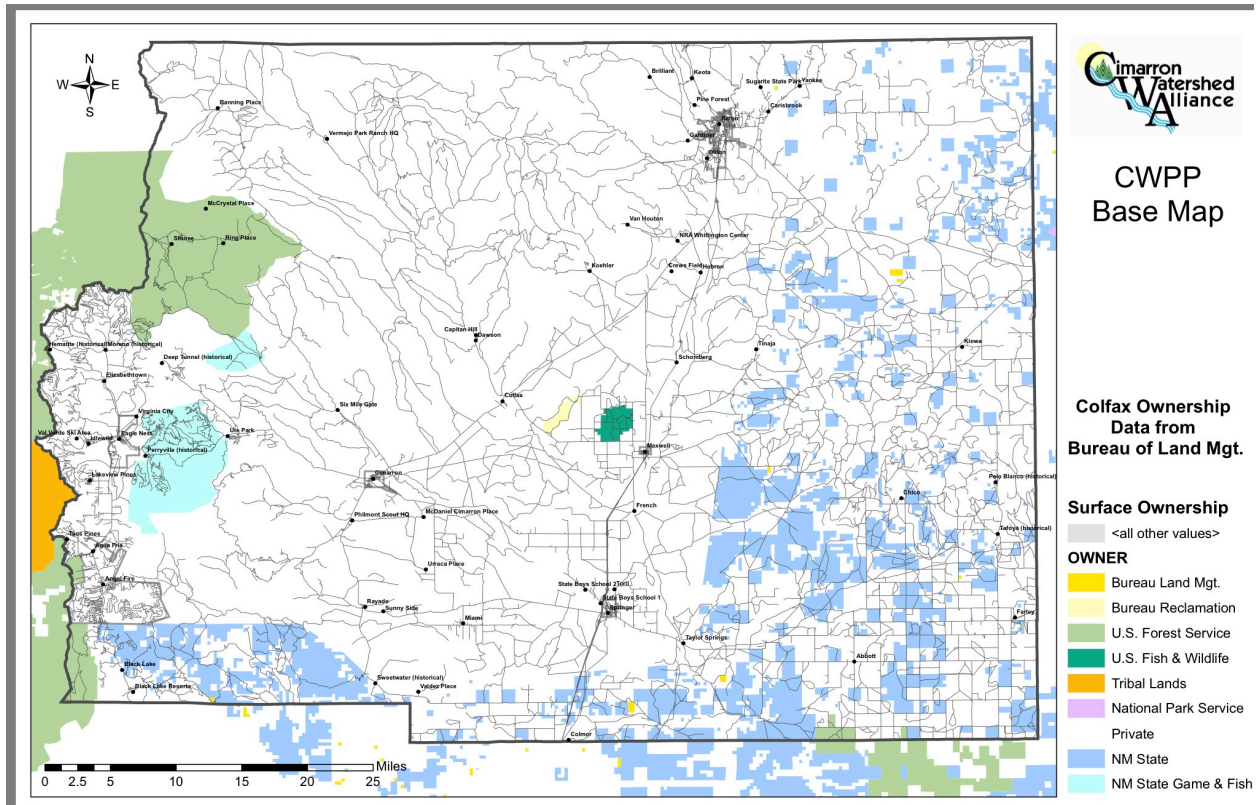 N
W E
S
Banning Place
Vermejo Park Ranch HQ
Brilliant
Keota
Sugarite State Park
Yankee
Pine Forest
Carisbrook
Raton
Gardiner
Dillon
McCrystal Place
Shuree
Ring Place
Van Houten
NRA Whittington Center
Koehler
Crews Field
Hebron
Capitan Hill
Dawson
Hematite (historical)
Moreno (historical)
Deep Tunnel (historical)
Elizabethtown
Schomberg
Tinaja
Kiowa
Six Mile Gate
Colfax
Virginia City
Val Verde Ski Area
Idlewild
Eagle Nest
Ute Park
Perryville (historical)
Maxwell
Lakeview Pines
Cimarron
Palo Blanco (historical)
Chico
Philmont Scout HQ
McDaniel Cimarron Place
French
Tafoya (historical)
Taos Pines
Agua Fria
Urraca Place
Angel Fire
State Boys School 2
Toril
State Boys School 1
Springer
Rayado
Sunny Side
Miami
Farley
Taylor Springs
Abbott
Black Lake
Black Lake Resorts
Sweetwater (historical)
Valdez Place
Colmor
0 2.5 5 10 15 20 25 Miles
Cimarron
Watershed
Alliance
CWPP
Base Map
Colfax Ownership
Data from
Bureau of Land Mgt.
Surface Ownership
<all other values>
OWNER
Bureau Land Mgt.
Bureau Reclamation
U.S. Forest Service
U.S. Fish & Wildlife
Tribal Lands
National Park Service
Private
NM State
NM State Game & Fish